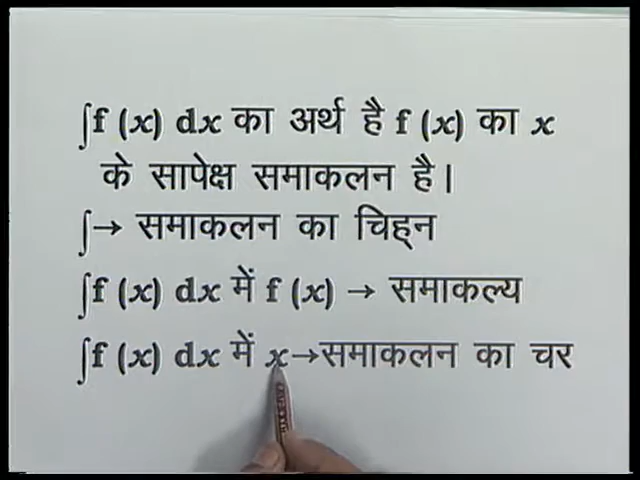 ∫f (x) dx का अर्थ है f (x) का x
के सापेक्ष समाकलन है।
∫→ समाकलन का चिह्न
∫f (x) dx में f (x) → समाकल्य
∫f (x) dx में x→समाकलन का चर